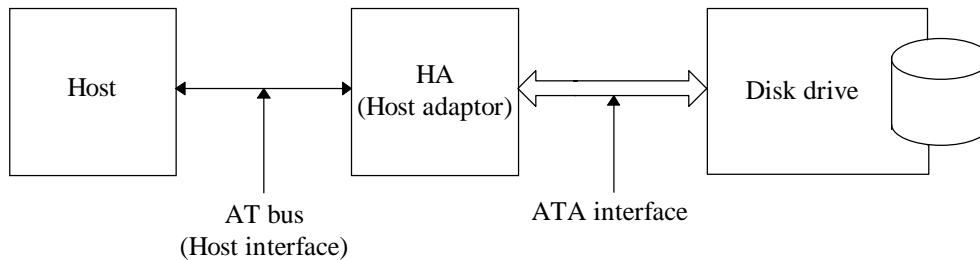 Host
HA
(Host adaptor)
Disk drive
AT bus
(Host interface)
ATA interface